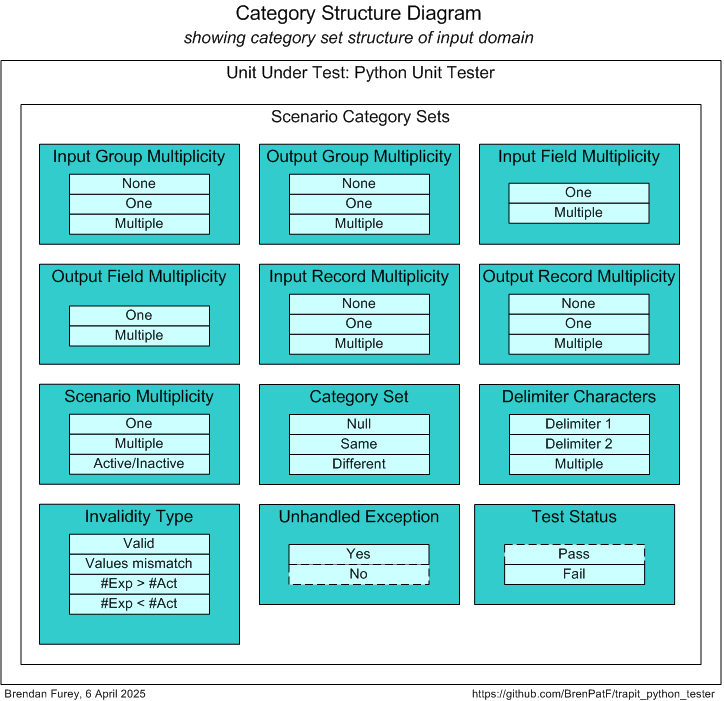 Category Structure Diagram
showing category set structure of input domain
Unit Under Test: Python Unit Tester
Scenario Category Sets
Input Group Multiplicity
None
One
Multiple
Output Group Multiplicity
None
One
Multiple
Input Field Multiplicity
One
Multiple
Output Field Multiplicity
One
Multiple
Input Record Multiplicity
None
One
Multiple
Output Record Multiplicity
None
One
Multiple
Scenario Multiplicity
One
Multiple
Active/Inactive
Category Set
Null
Same
Different
Delimiter Characters
Delimiter 1
Delimiter 2
Multiple
Invalidity Type
Valid
Values mismatch
#Exp > #Act
#Exp < #Act
Unhandled Exception
Yes
No
Test Status
Pass
Fail
Brendan Furey, 6 April 2025
https://github.com/BrenPatF/trapit_python_tester